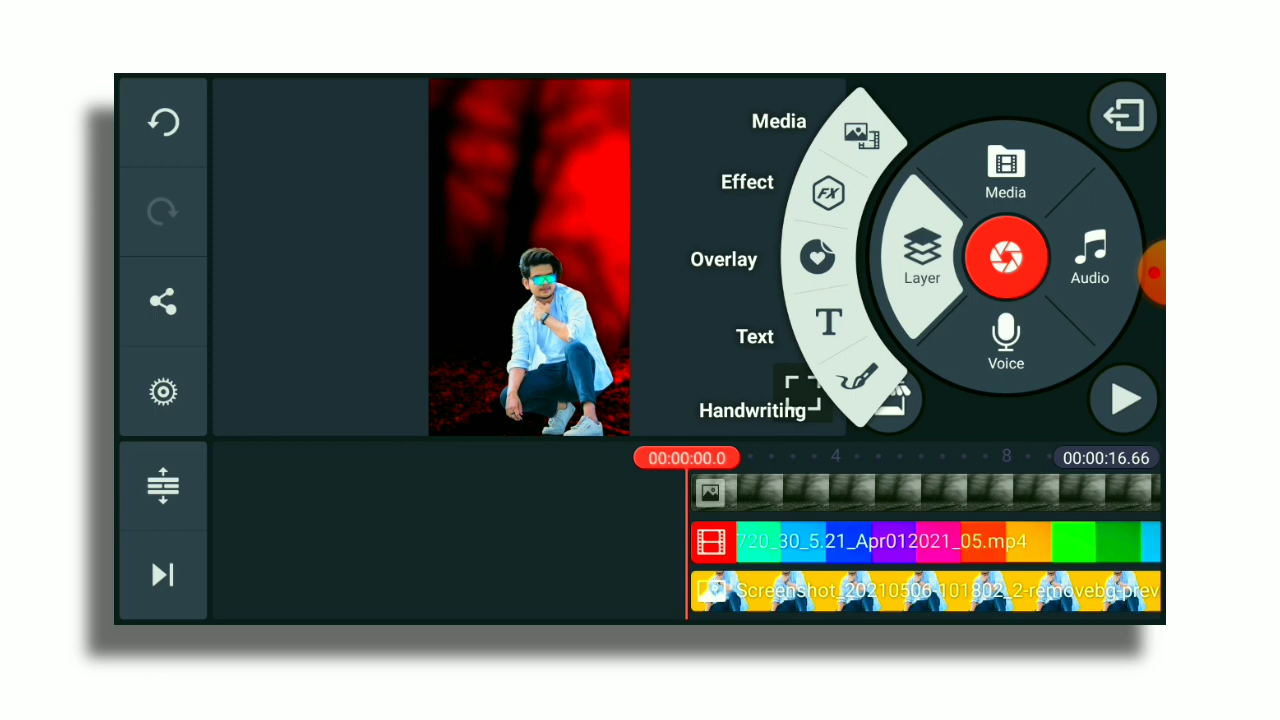 Media
Effect
Overlay
Text
Handwriting
FX
T
Media
Layer
Audio
Voice
00:00:00.0
4
8
00:00:16.66
720_30_5.21_Apr012021_05.mp4
Screenshot_20210506-101802_2-removebg-prev